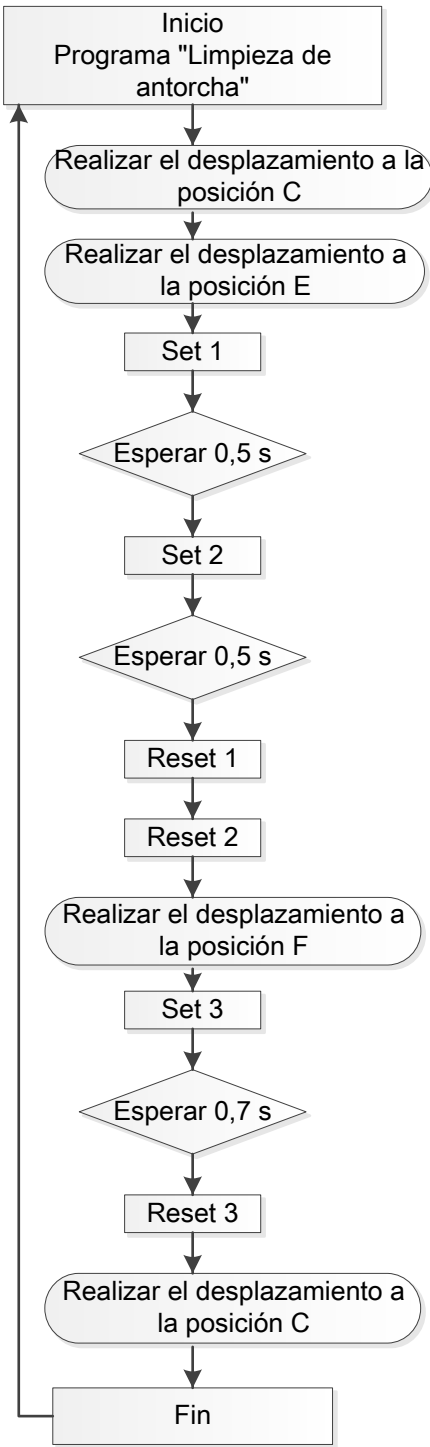 Inicio
Programa "Limpieza de
antorcha"
Realizar el desplazamiento a la
posición C
Realizar el desplazamiento a
la posición E
Set 1
Esperar 0,5 s
Set 2
Esperar 0,5 s
Reset 1
Reset 2
Realizar el desplazamiento a
la posición F
Set 3
Esperar 0,7 s
Reset 3
Realizar el desplazamiento a
la posición C
Fin